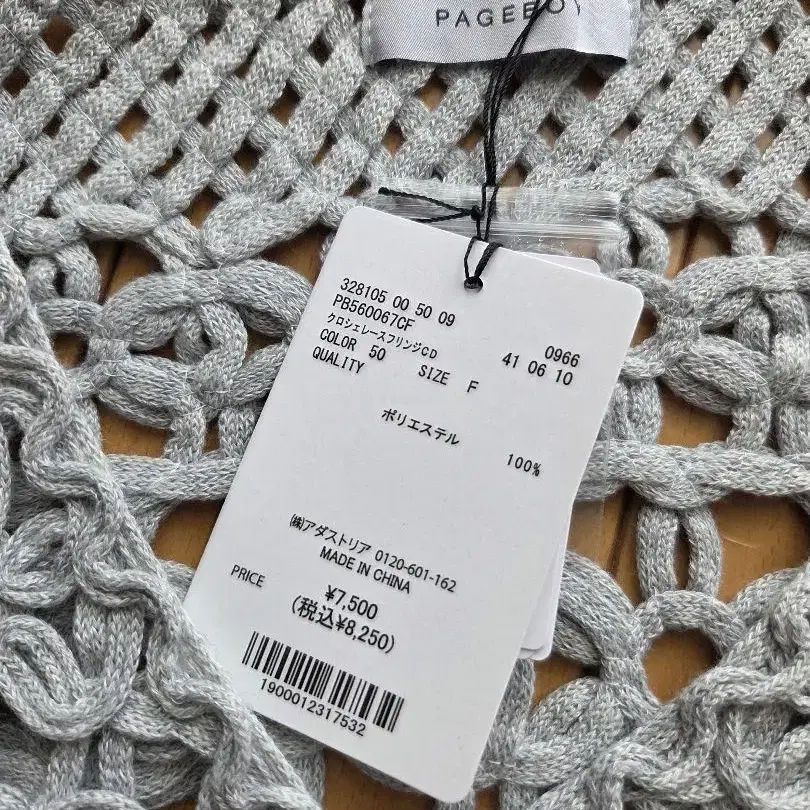 PAGEBOY
328105 00 50 09
PB560067CF 0966
クロシェレースフリンジCD 41 06 10
COLOR 50 SIZE F
QUALITY
ポリエステル 100%
㈱アダストリア 0120-601-162
MADE IN CHINA
PRICE ¥7,500
(税込¥8,250)
1900012317532